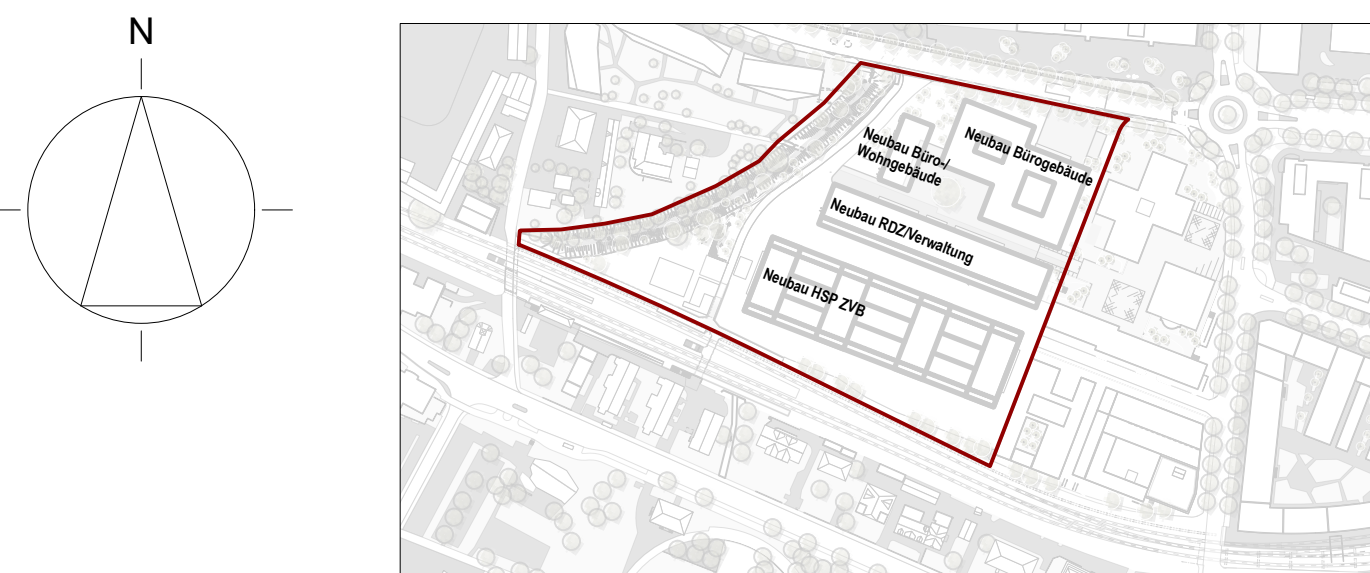 N
Neubau Büro-/
Wohngebäude
Neubau Bürogebäude
Neubau RDZ/Verwaltung
Neubau HSP ZVB